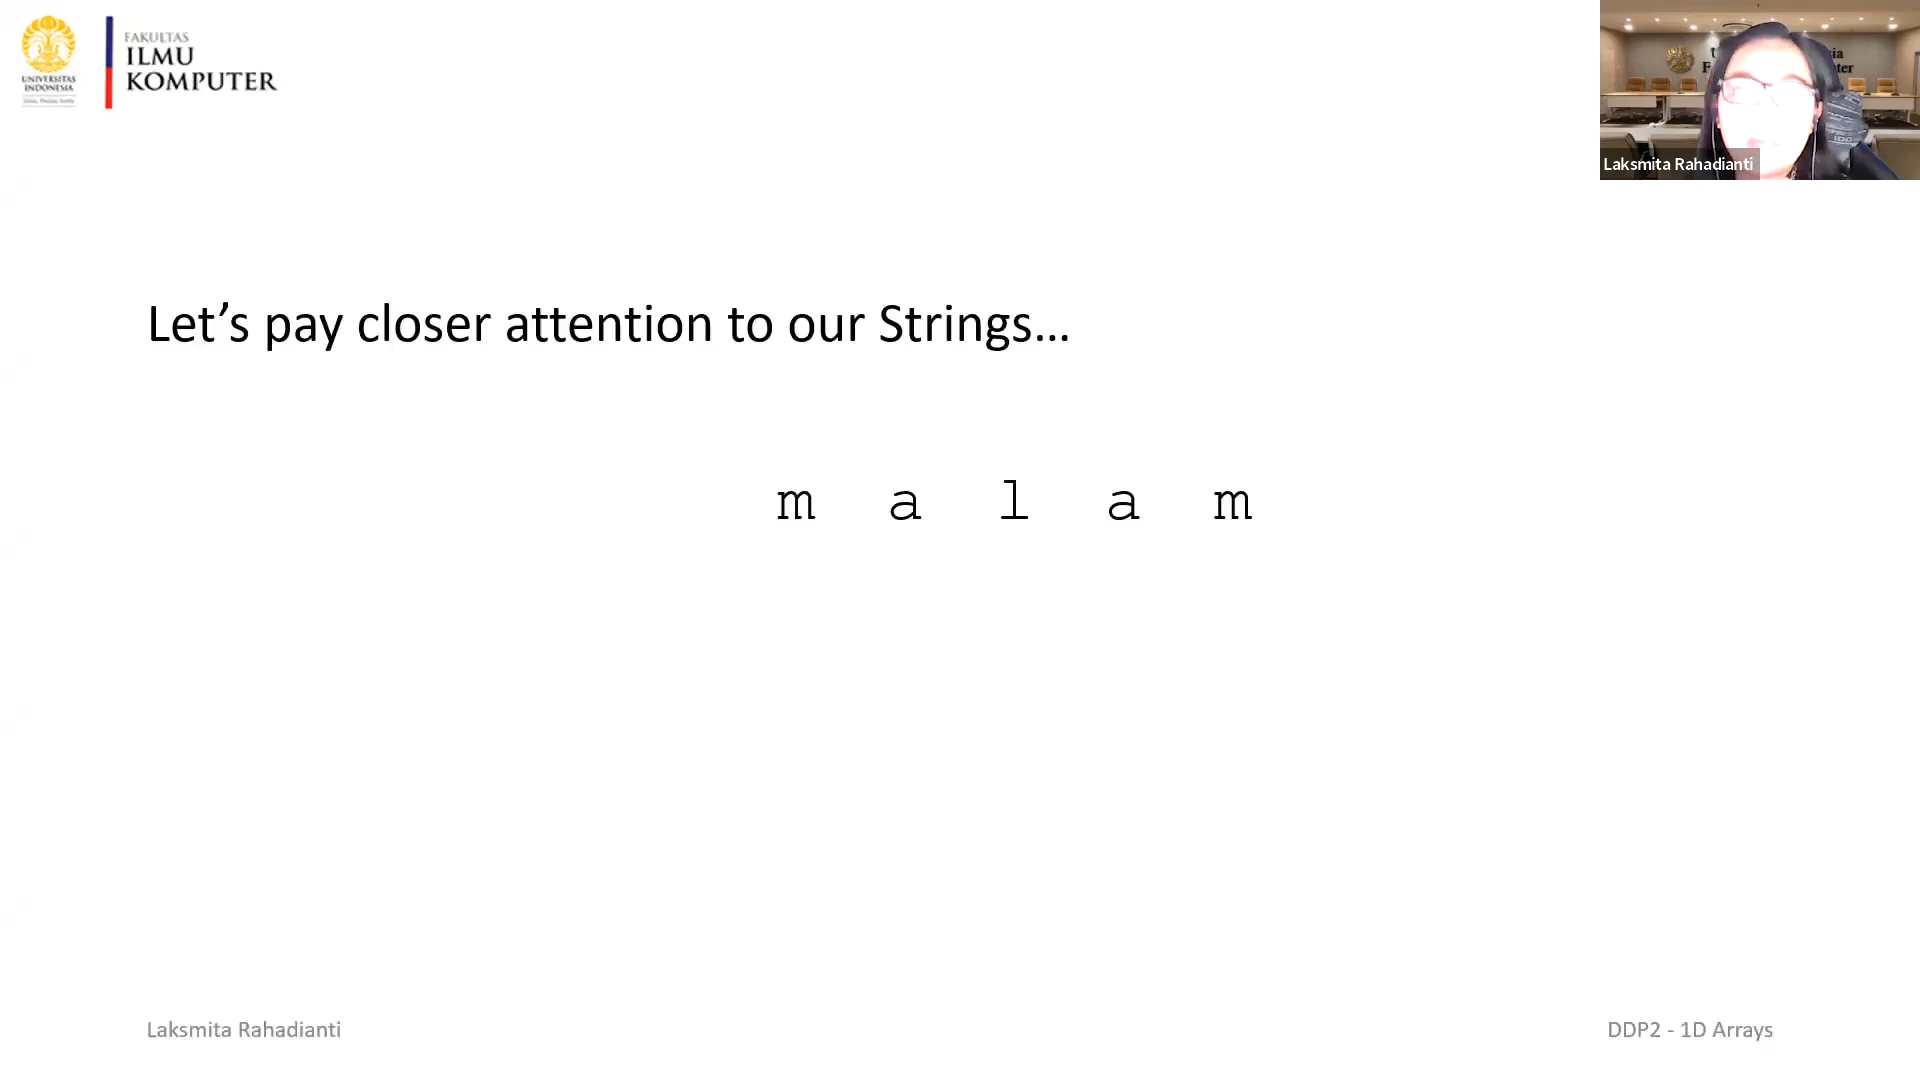 UNIVERSITAS
INDONESIA
FAKULTAS
ILMU
KOMPUTER
Laksmita Rahadianti
Let’s pay closer attention to our Strings…
m a l a m
Laksmita Rahadianti
DDP2 - 1D Arrays